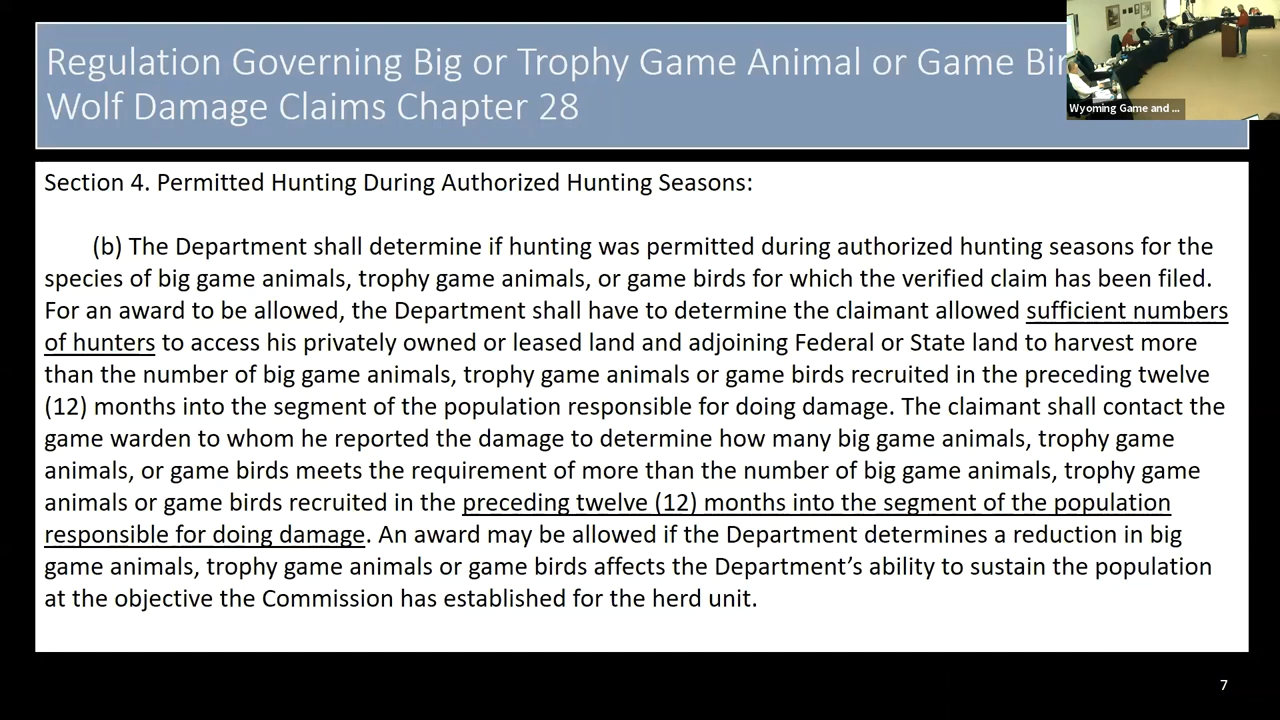 Regulation Governing Big or Trophy Game Animal or Game
Wolf Damage Claims Chapter 28
Wyoming Game and ...
Section 4. Permitted Hunting During Authorized Hunting Seasons:
(b) The Department shall determine if hunting was permitted during authorized hunting seasons for the
species of big game animals, trophy game animals, or game birds for which the verified claim has been filed.
For an award to be allowed, the Department shall have to determine the claimant allowed sufficient numbers
of hunters to access his privately owned or leased land and adjoining Federal or State land to harvest more
than the number of big game animals, trophy game animals or game birds recruited in the preceding twelve
(12) months into the segment of the population responsible for doing damage. The claimant shall contact the
game warden to whom he reported the damage to determine how many big game animals, trophy game
animals, or game birds meets the requirement of more than the number of big game animals, trophy game
animals or game birds recruited in the preceding twelve (12) months into the segment of the population
responsible for doing damage. An award may be allowed if the Department determines a reduction in big
game animals, trophy game animals or game birds affects the Department’s ability to sustain the population
at the objective the Commission has established for the herd unit.
7